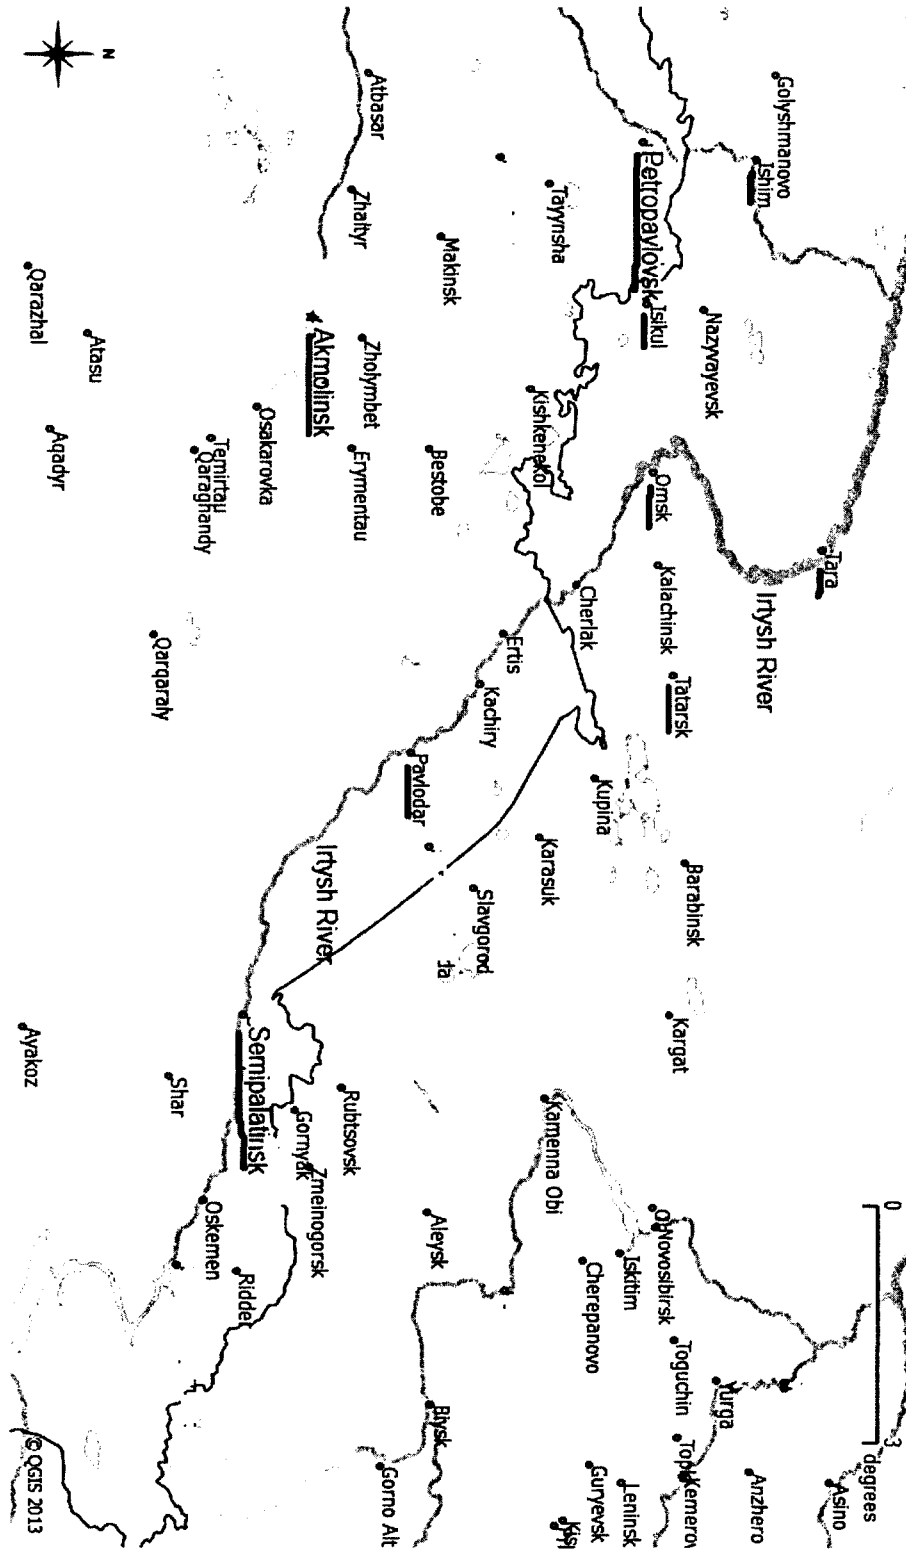 N
Golyshmanovo
Ishim
Atbasar
Petropavlovsk
Tayynsha
Zhaltyr
Makinsk
Qarazhal
Isikul
Nazyvayevsk
Atasu
Akmolinsk
Zholymbet
Kishkenekol
Osakarovka
Aqadyr
Temirtau
Qaraghandy
Erymentau
Bestobe
Omsk
Tara
Kalachinsk
Irtysh River
Cherlak
Ertis
Qarqaraly
Tatarsk
Kachiry
Pavlodar
Kupina
Karasuk
Irtysh River
Barabinsk
Slavgorod
da
Kargat
Ayakoz
Semipalatinsk
Shar
Rubtsovsk
Gornyak
Kamenna Obi
Zmeinogorsk
Oskemen
Aleysk
Ob
Novosibirsk
0
Iskitim
Cherepanovo
Ridder
Toguchin
Yurga
Biysk
3
degrees
Topk
Kemerov
Anzhero
Asino
Gorno Alt
Guryevsk
Leninsk
© QGIS 2013